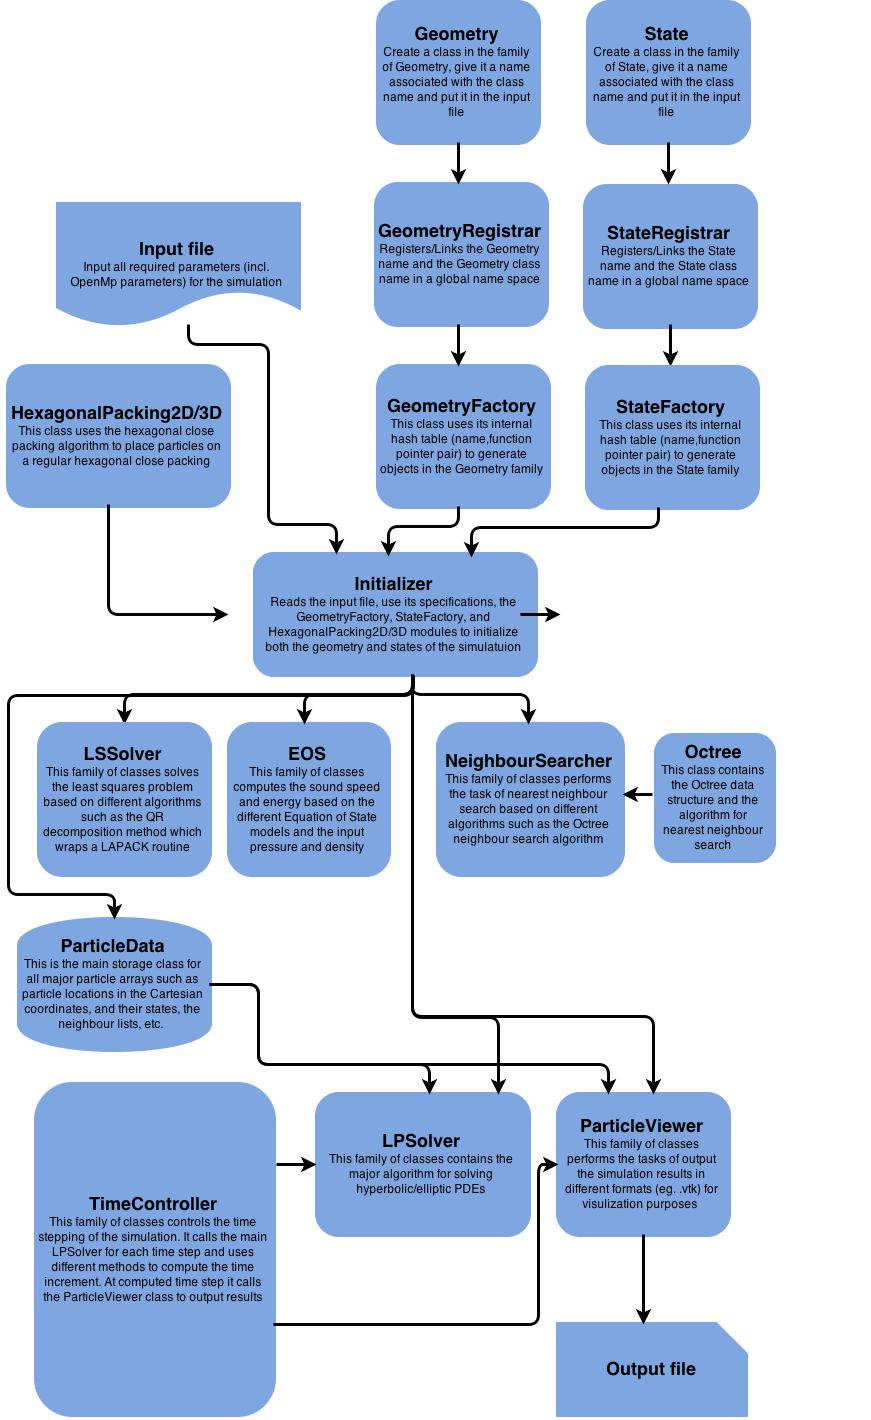 Geometry
Create a class in the family
of Geometry, give it a name
associated with the class
name and put it in the input
file
State
Create a class in the family
of State, give it a name
associated with the class
name and put it in the input
file
Input file
Input all required parameters (incl.
OpenMp parameters) for the simulation
GeometryRegistrar
Registers/Links the Geometry
name and the Geometry class
name in a global name space
StateRegistrar
Registers/Links the State
name and the State class
name in a global name space
HexagonalPacking2D/3D
This class uses the hexagonal close
packing algorithm to place particles on
a regular hexagonal close packing
GeometryFactory
This class uses its internal
hash table (name,function
pointer pair) to generate
objects in the Geometry family
StateFactory
This class uses its internal
hash table (name,function
pointer pair) to generate
objects in the State family
Initializer
Reads the input file, use its specifications, the
GeometryFactory, StateFactory, and
HexagonalPacking2D/3D modules to initialize
both the geometry and states of the simulatuion
LSSolver
This family of classes solves
the least squares problem
based on different algorithms
such as the QR
decomposition method which
wraps a LAPACK routine
EOS
This family of classes
computes the sound speed
and energy based on the
different Equation of State
models and the input
pressure and density
NeighbourSearcher
This family of classes performs
the task of nearest neighbour
search based on different
algorithms such as the Octree
neighbour search algorithm
Octree
This class contains
the Octree data
structure and the
algorithm for
nearest neighbour
search
ParticleData
This is the main storage class for
all major particle arrays such as
particle locations in the Cartesian
coordinates, and their states, the
neighbour lists, etc.
TimeController
This family of classes controls the time
stepping of the simulation. It calls the main
LPSolver for each time step and uses
different methods to compute the time
increment. At computed time step it calls
the ParticleViewer class to output results
LPSolver
This family of classes contains the
major algorithm for solving
hyperbolic/elliptic PDEs
ParticleViewer
This family of classes
performs the tasks of output
the simulation results in
different formats (eg. .vtk) for
visulization purposes
Output file